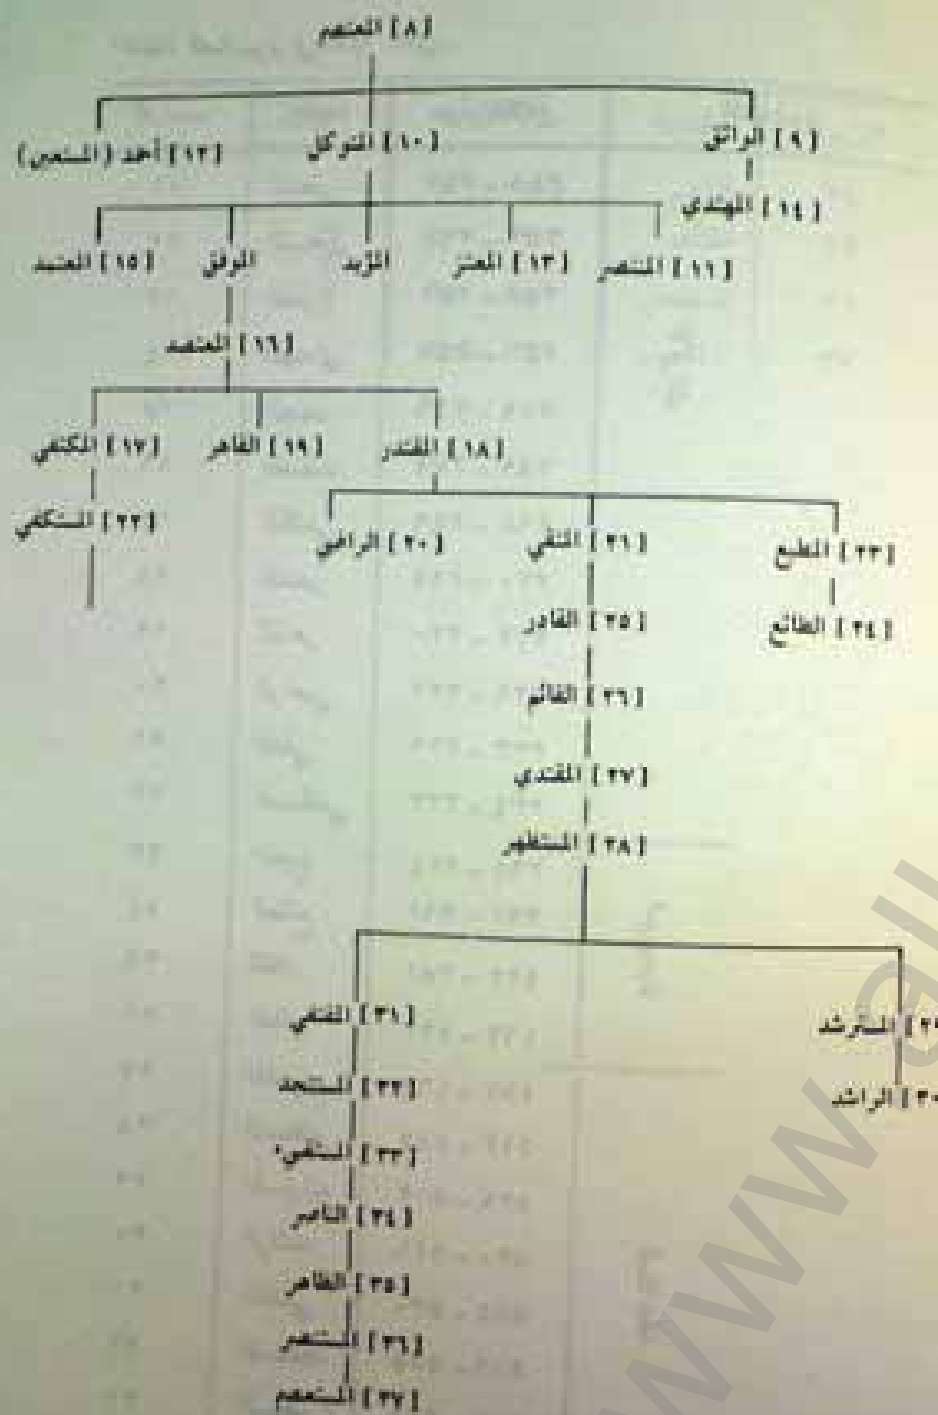 [٨] المعتصم
[٩] الواثق
[١٠] المتوكل
[١٢] أحمد (المستعين)
[١٤] المهتدي
[١١] المنتصر
[١٣] المعتز
المؤيد
الموفق
[١٥] المعتمد
[١٦] المعتضد
[١٨] المقتدر
[١٩] القاهر
[١٧] المكتفي
[٢٢] المستكفي
[٢٣] المطيع
[٢١] المتقي
[٢٠] الراضي
[٢٤] الطائع
[٢٥] القادر
[٢٦] القائم
[٢٧] المقتدي
[٢٨] المستظهر
[٢٩] المسترشد
[٣١] المقتفي
[٣٠] الراشد
[٣٢] المستنجد
[٣٣] المستضيء
[٣٤] الناصر
[٣٥] الظاهر
[٣٦] المستنصر
[٣٧] المستعصم